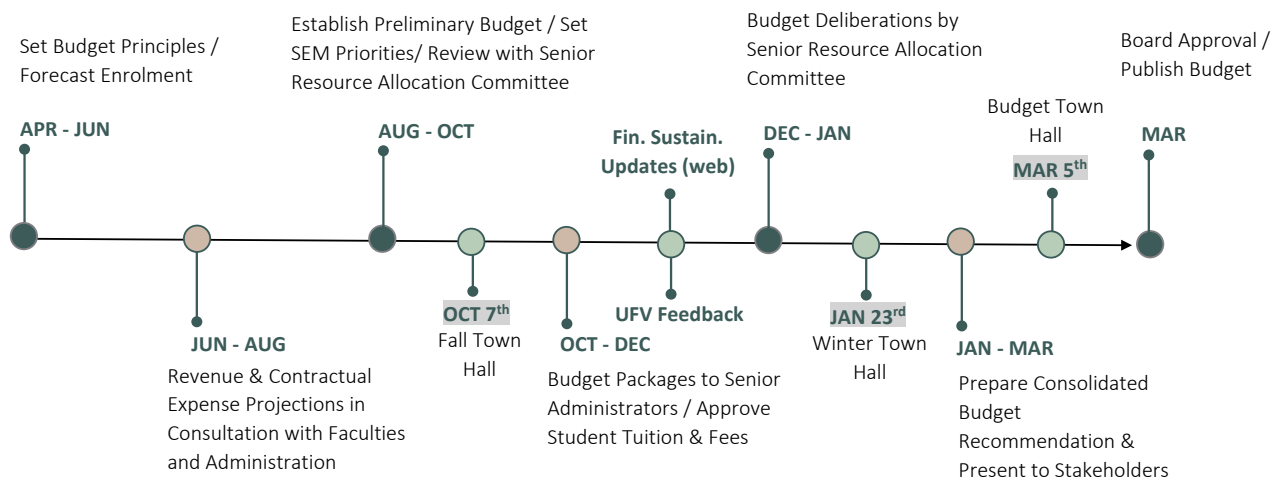 Set Budget Principles /
Forecast Enrolment
APR - JUN
Establish Preliminary Budget / Set
SEM Priorities/ Review with Senior
Resource Allocation Committee
AUG - OCT
Fin. Sustain.
Updates (web)
Budget Deliberations by
Senior Resource Allocation
Committee
DEC - JAN
Budget Town
Hall
MAR 5th
Board Approval /
Publish Budget
MAR
JUN - AUG
Revenue & Contractual
Expense Projections in
Consultation with Faculties
and Administration
OCT 7th
Fall Town
Hall
OCT - DEC
Budget Packages to Senior
Administrators / Approve
Student Tuition & Fees
UFV Feedback
JAN 23rd
Winter Town
Hall
JAN - MAR
Prepare Consolidated
Budget
Recommendation &
Present to Stakeholders